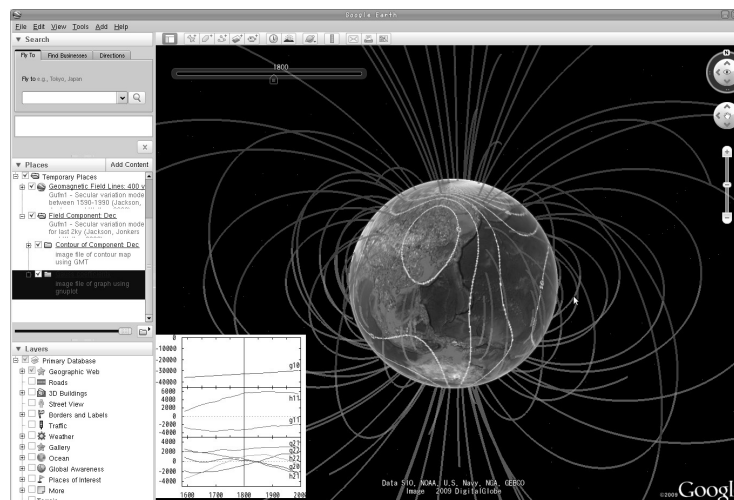 Google Earth
File Edit View Tools Add Help
▼ Search
Fly To Find Businesses Directions
Fly to e.g., Tokyo, Japan
▼ Places Add Content
Temporary Places
Geomagnetic Field Lines: 400 y
Gufm1 - Secular variation mode
between 1590-1990 (Jackson,
Field Component: Dec
Gufm1 - Secular variation mode
for last 2ky (Jackson, Jonkers
Contour of Component: Dec
image file of contour map
using GMT
image file of graph using
gnuplot
▼ Layers
Primary Database
Geographic Web
Roads
3D Buildings
Street View
Borders and Labels
Traffic
Weather
Gallery
Ocean
Global Awareness
Places of Interest
More
1800
N
0
-10000
-20000
-30000
-40000
g10
6000
4000
2000
0
-2000
-4000
h11
g11
4000
2000
0
-2000
-4000
g21
g22
h22
g20
h21
1600 1700 1800 1900 200
Data SIO, NOAA, U.S. Navy, NGA, GEBCO
Image 2009 DigitalGlobe
©2009 Googl